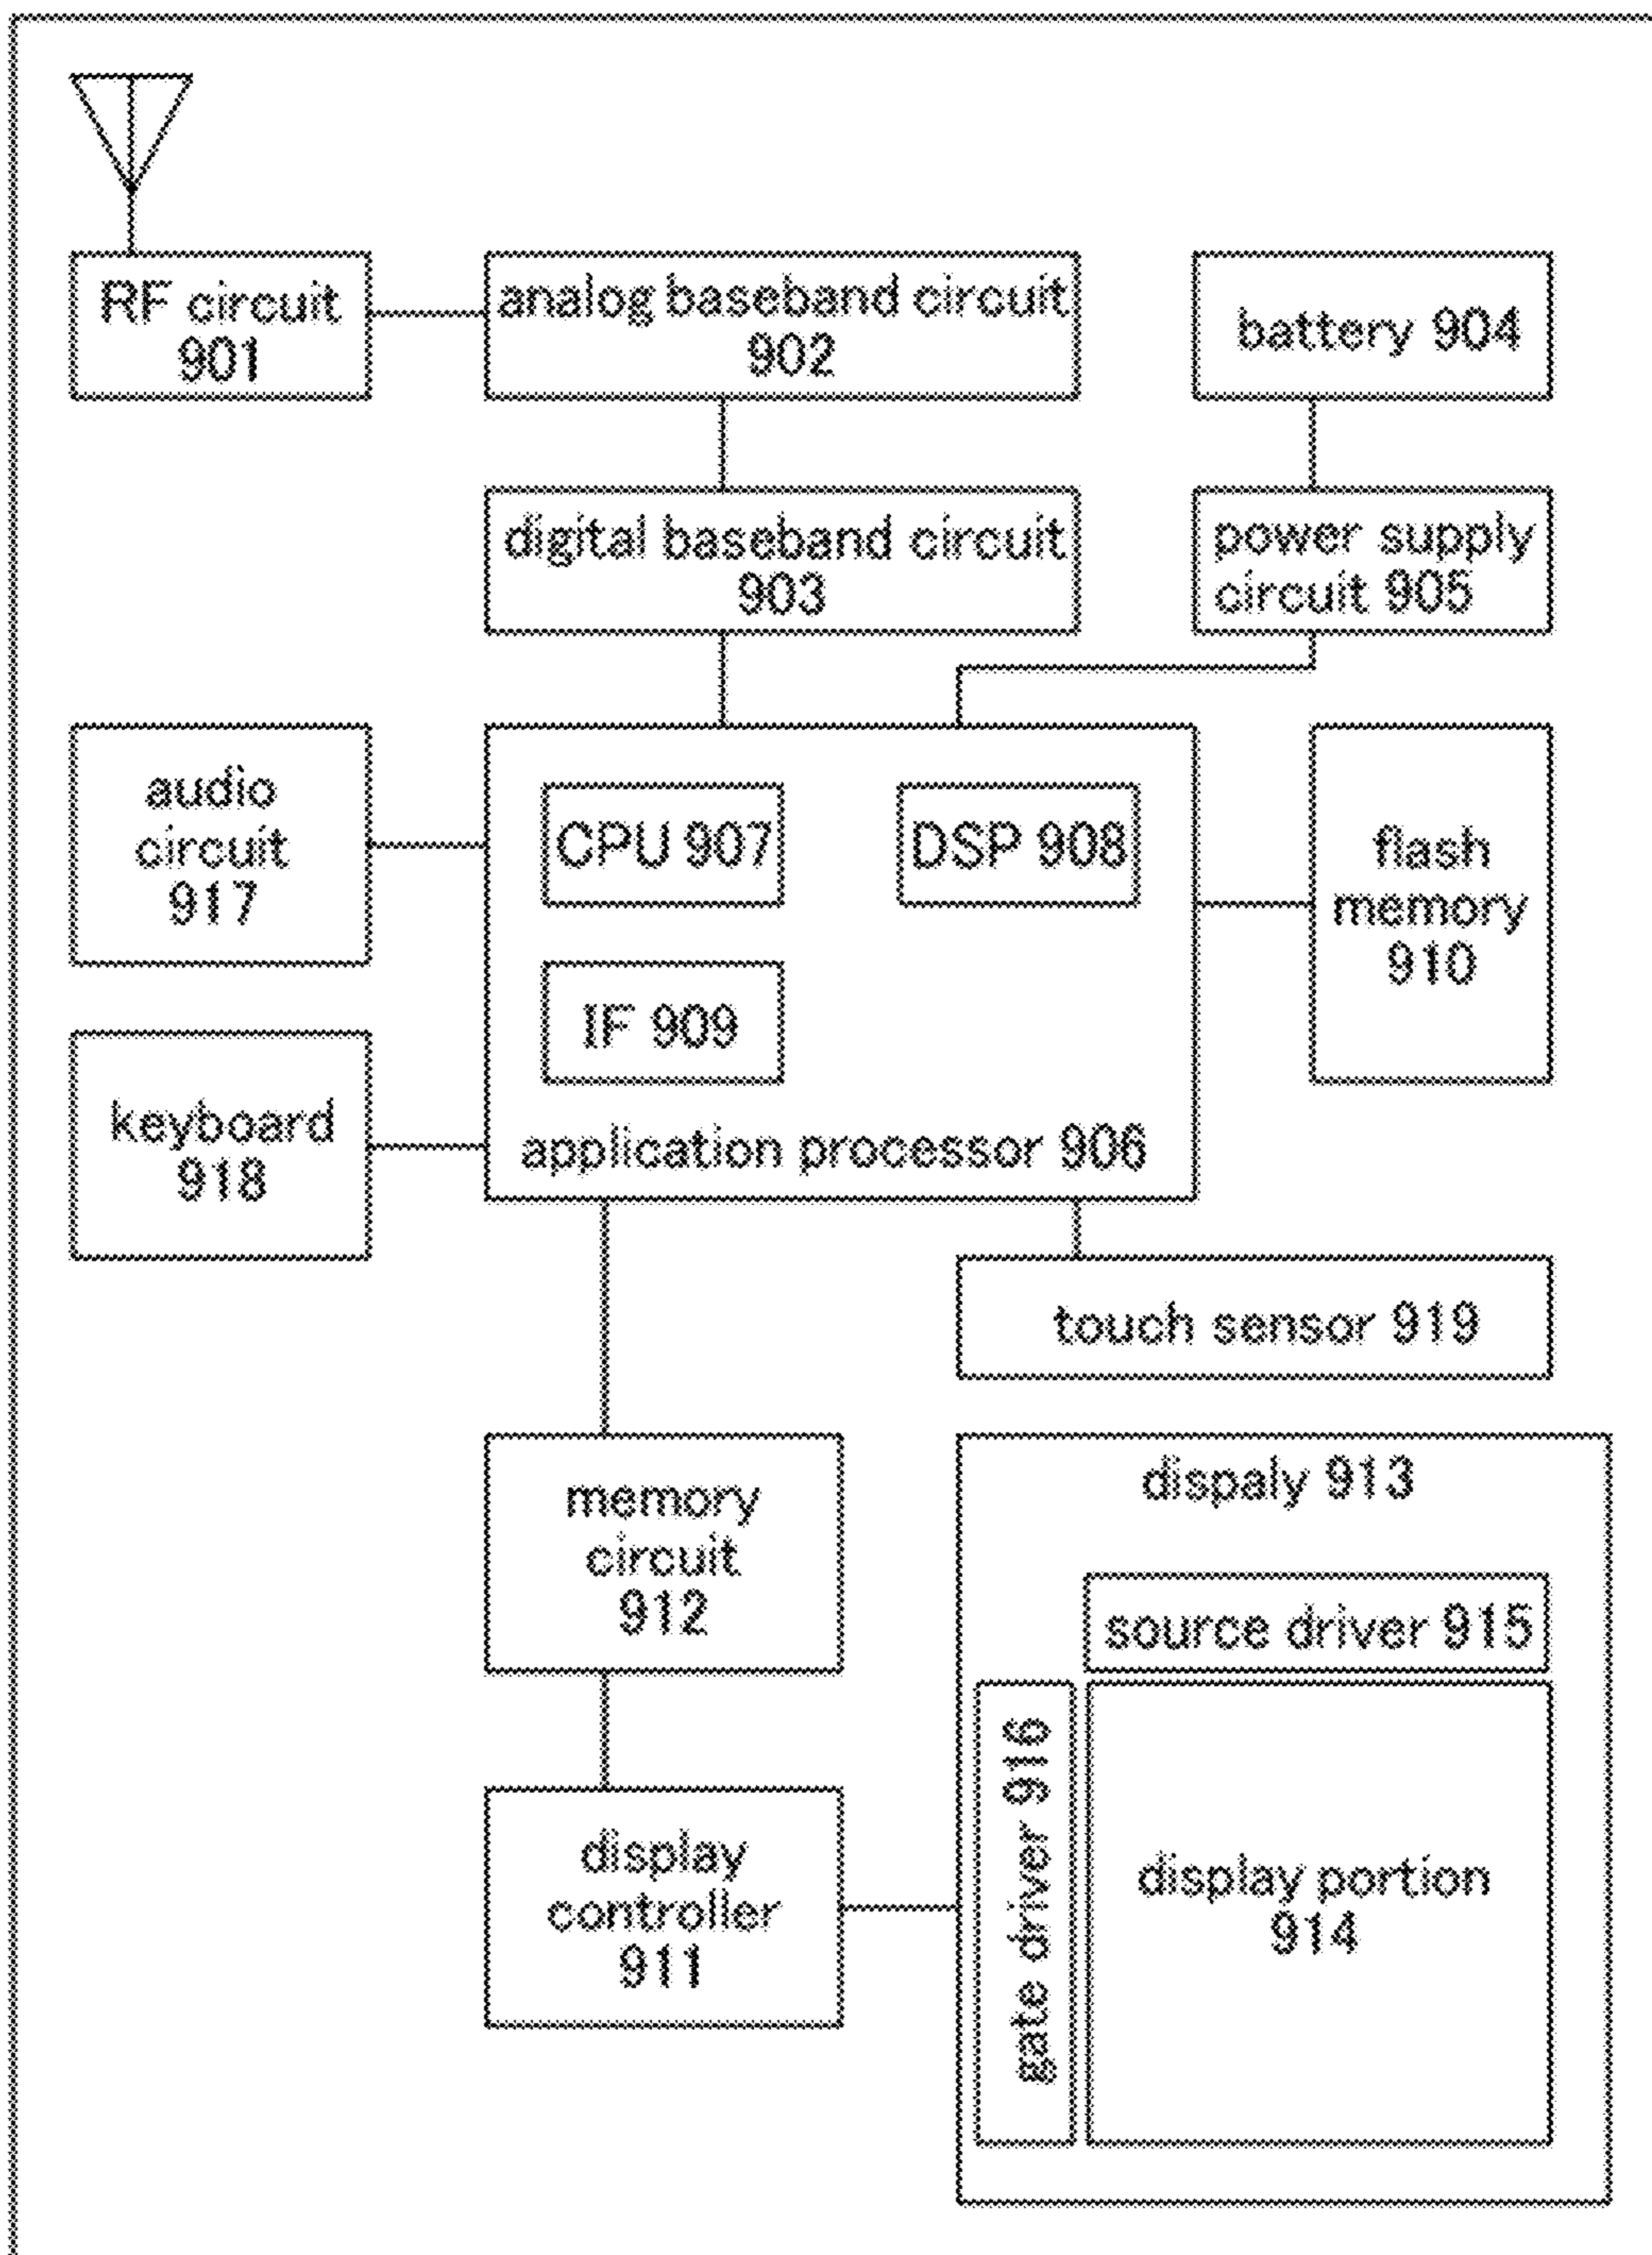 RF circuit
901
analog baseband circuit
902
battery 904
digital baseband circuit
903
power supply
circuit 905
audio
circuit
917
CPU 907
DSP 908
flash
memory
910
IF 909
keyboard
918
application processor 906
touch sensor 919
memory
circuit
912
dispaly 913
source driver 915
gate driver 916
display portion
914
display
controller
911